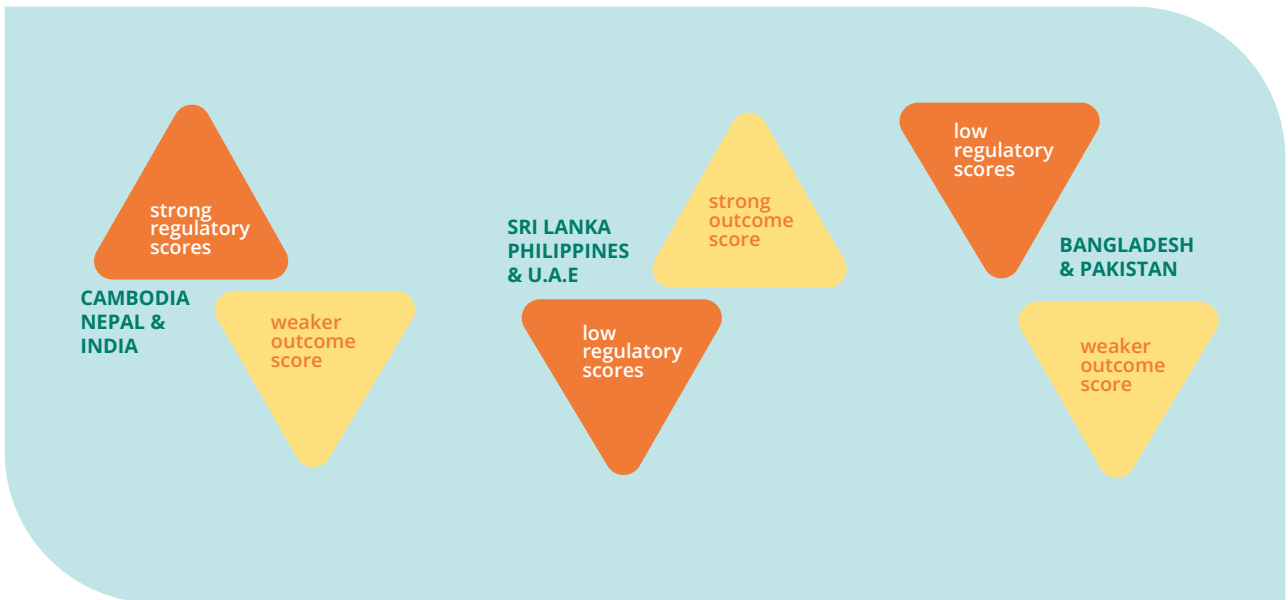 strong
regulatory
scores
CAMBODIA
NEPAL &
INDIA
weaker
outcome
score
SRI LANKA
PHILIPPINES
& U.A.E
strong
outcome
score
low
regulatory
scores
low
regulatory
scores
BANGLADESH
& PAKISTAN
weaker
outcome
score